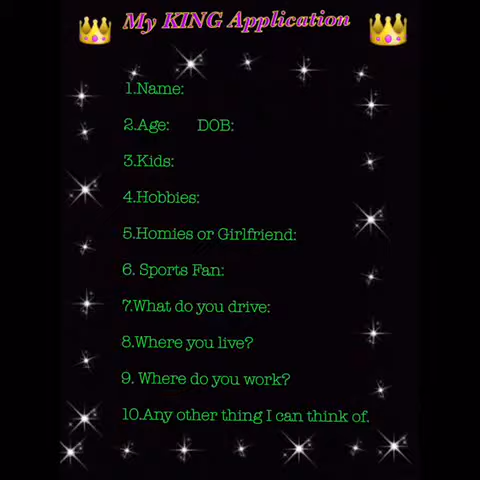 My KING Application
1.Name:
2.Age: DOB:
3.Kids:
4.Hobbies:
5.Homies or Girlfriend:
6. Sports Fan:
7.What do you drive:
8.Where you live?
9. Where do you work?
10.Any other thing I can think of.